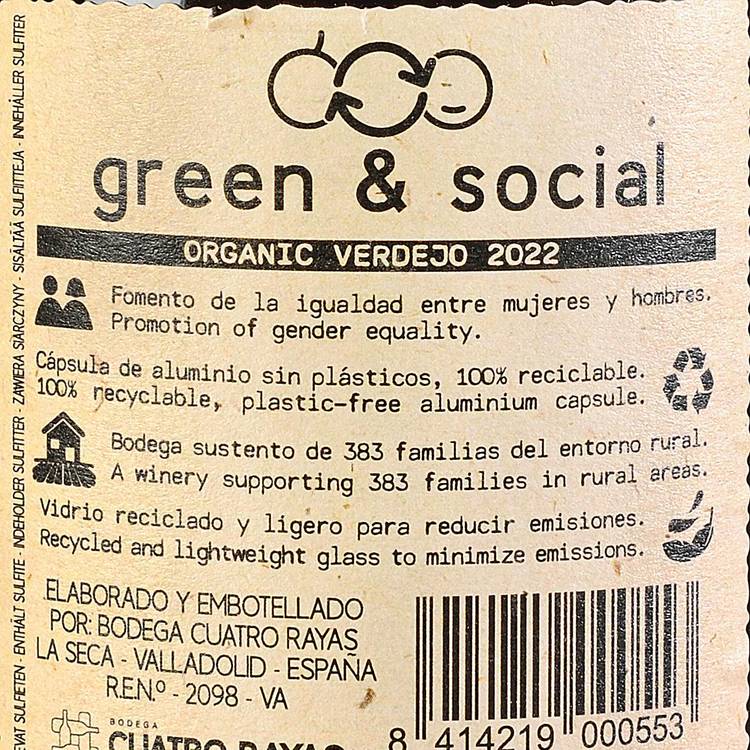 green & social
ORGANIC VERDEJO 2022
Fomento de la igualdad entre mujeres y hombres.
Promotion of gender equality.
Cápsula de aluminio sin plásticos, 100% reciclable.
100% recyclable, plastic-free aluminium capsule.
Bodega sustento de 383 familias del entorno rural.
A winery supporting 383 families in rural areas.
Vidrio reciclado y ligero para reducir emisiones.
Recycled and lightweight glass to minimize emissions.
ELABORADO Y EMBOTELLADO
POR: BODEGA CUATRO RAYAS
LA SECA - VALLADOLID - ESPAÑA
R.E.N.º - 2098 - VA
BODEGA
CUATRO RAYAS
8 414219 000553
EVAT SULFIETEN - ENTHÄLT SULFITE - INDEHOLDER SULFITTER - ZAWIERA SIARCZYNY - SISÄLTÄÄ SULFIITTEJA - INNEHÅLLER SULFITER